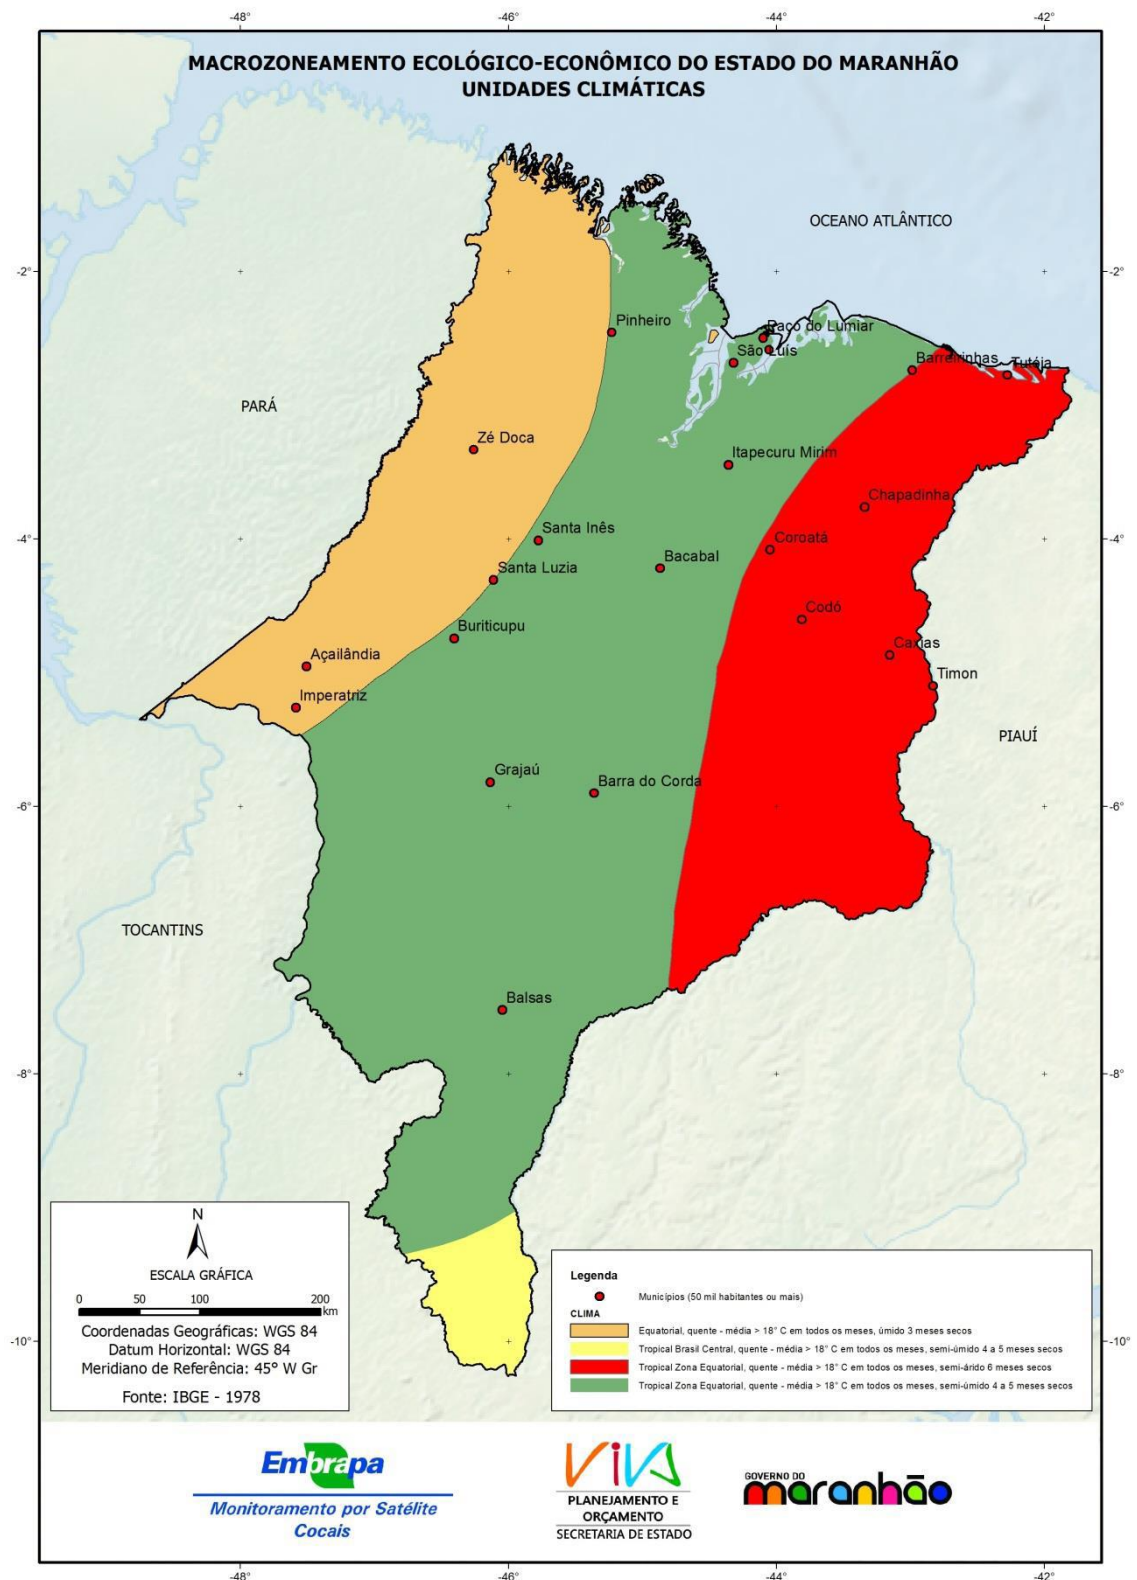 -48°
-46°
-44°
-42°
MACROZONEAMENTO ECOLÓGICO-ECONÔMICO DO ESTADO DO MARANHÃO
UNIDADES CLIMÁTICAS
OCEANO ATLÂNTICO
-2°
-2°
Pinheiro
Paço do Lumiar
São Luís
Barreirinhas
Tutóia
PARÁ
Zé Doca
Itapecuru Mirim
Chapadinha
-4°
-4°
Santa Inês
Coroatá
Bacabal
Santa Luzia
Codó
Buriticupu
Açailândia
Caxias
Timon
Imperatriz
PIAUÍ
Grajaú
Barra do Corda
-6°
-6°
TOCANTINS
Balsas
-8°
-8°
N
ESCALA GRÁFICA
0 50 100 200
km
Coordenadas Geográficas: WGS 84
Datum Horizontal: WGS 84
Meridiano de Referência: 45° W Gr
Fonte: IBGE - 1978
Legenda
Municípios (50 mil habitantes ou mais)
CLIMA
Equatorial, quente - média > 18° C em todos os meses, úmido 3 meses secos
Tropical Brasil Central, quente - média > 18° C em todos os meses, semi-úmido 4 a 5 meses secos
Tropical Zona Equatorial, quente - média > 18° C em todos os meses, semi-árido 6 meses secos
Tropical Zona Equatorial, quente - média > 18° C em todos os meses, semi-úmido 4 a 5 meses secos
-10°
-10°
Embrapa
Monitoramento por Satélite
Cocais
VIVA
PLANEJAMENTO E
ORÇAMENTO
SECRETARIA DE ESTADO
GOVERNO DO
maranhão
-48°
-46°
-44°
-42°